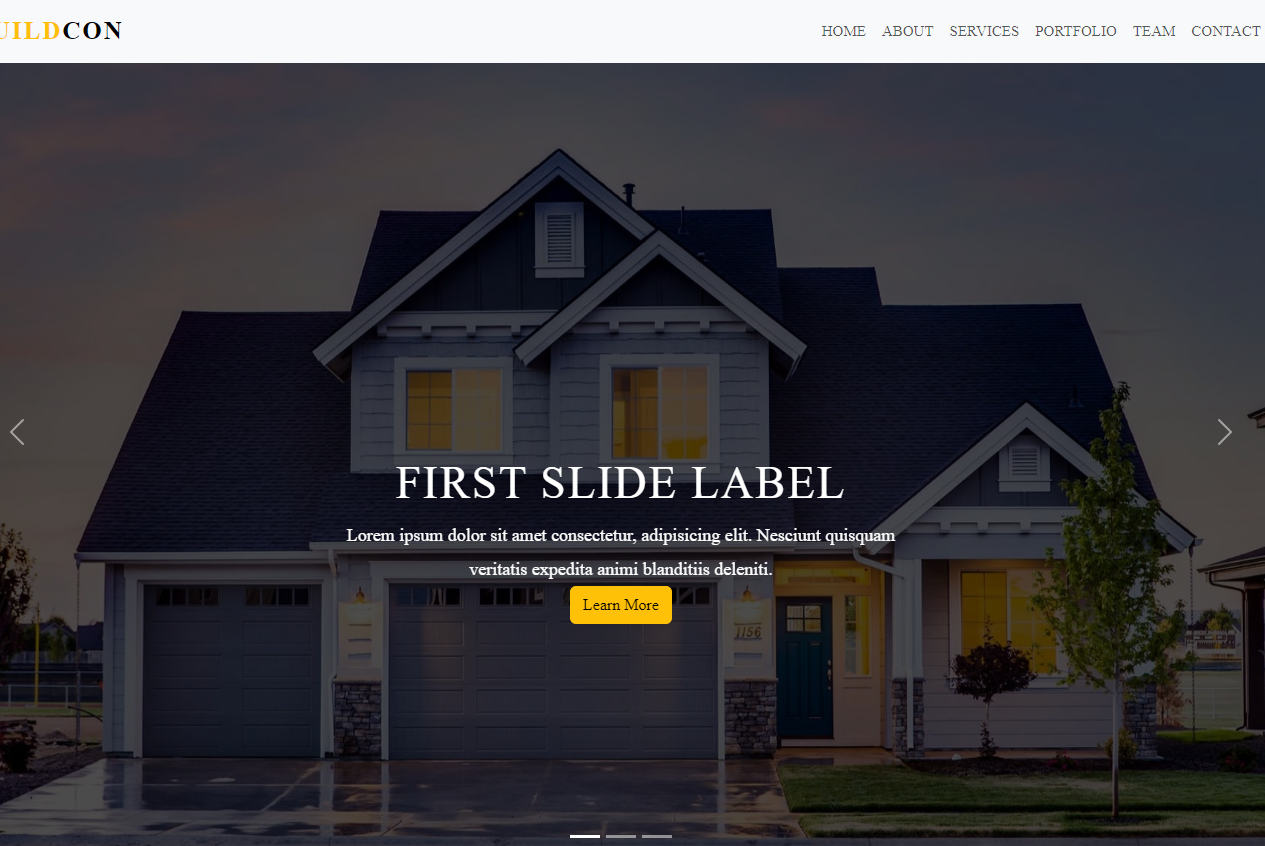 UILDCON
HOME ABOUT SERVICES PORTFOLIO TEAM CONTACT
FIRST SLIDE LABEL
Lorem ipsum dolor sit amet consectetur, adipisicing elit. Nesciunt quisquam
veritatis expedita animi blanditiis deleniti.
Learn More
1156